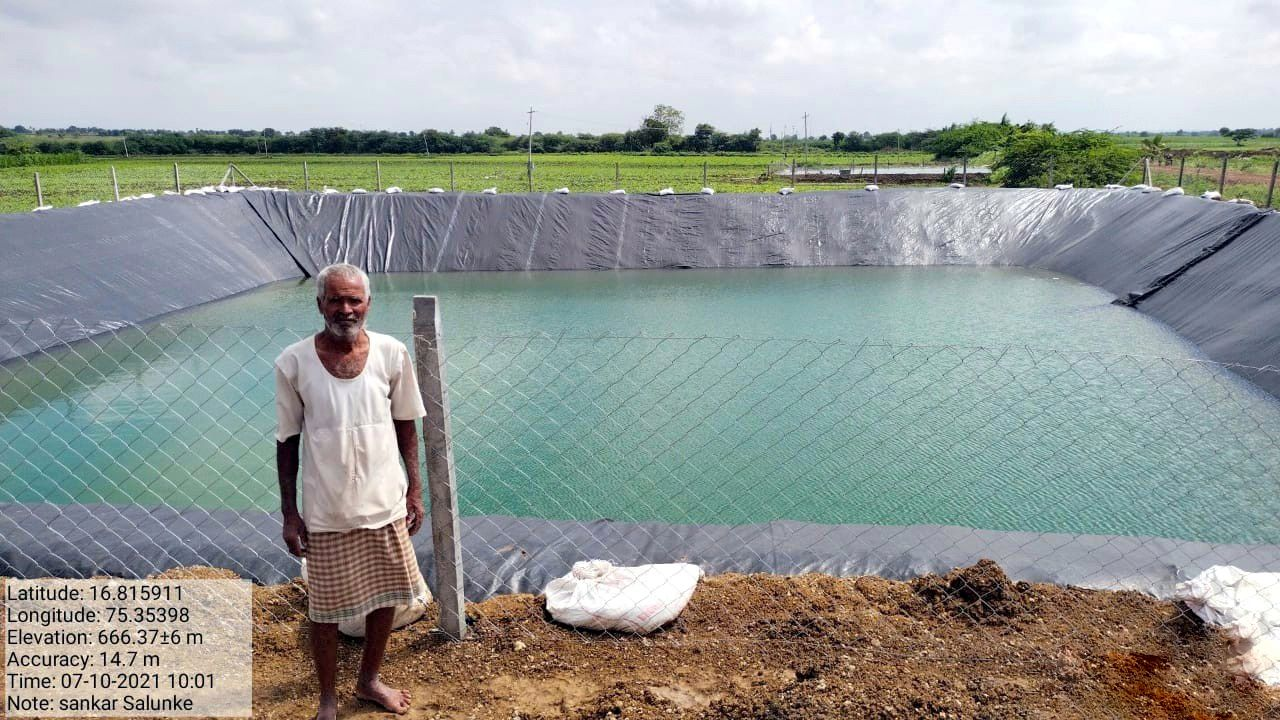 Latitude: 16.815911
Longitude: 75.35398
Elevation: 666.37±6 m
Accuracy: 14.7 m
Time: 07-10-2021 10:01
Note: sankar Salunke